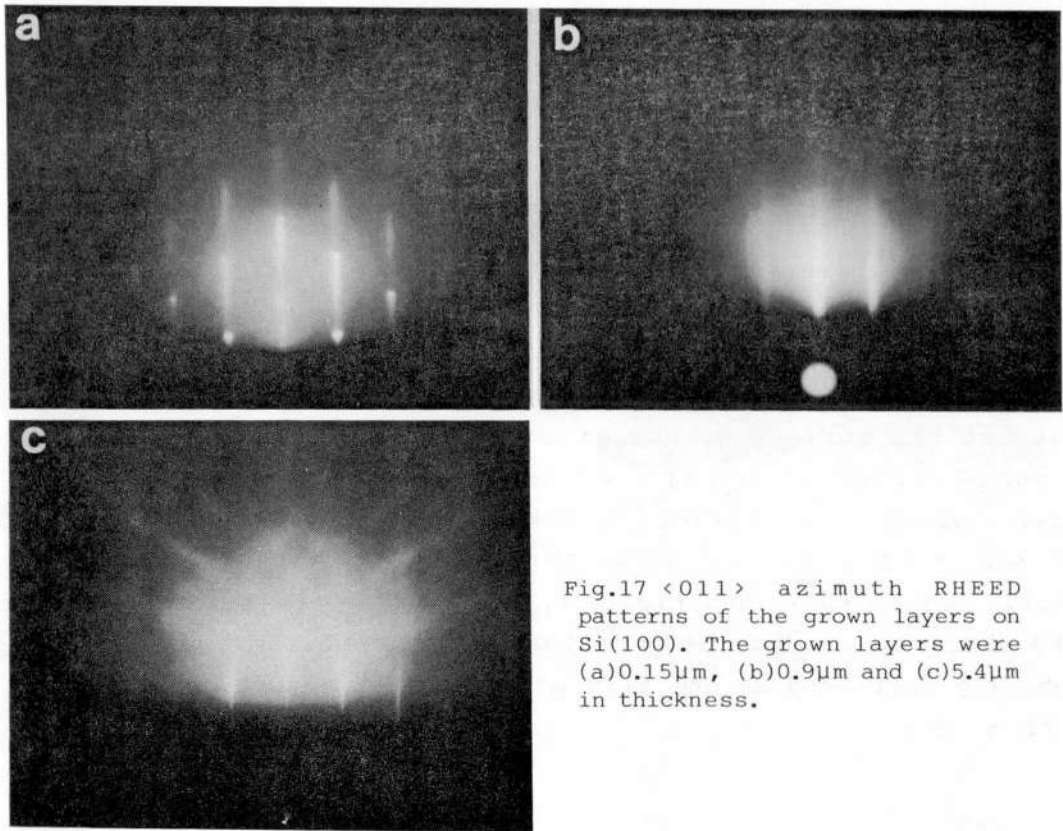 a
b
c
Fig.17 <011> azimuth RHEED
patterns of the grown layers on
Si(100). The grown layers were
(a)0.15μm, (b)0.9μm and (c)5.4μm
in thickness.